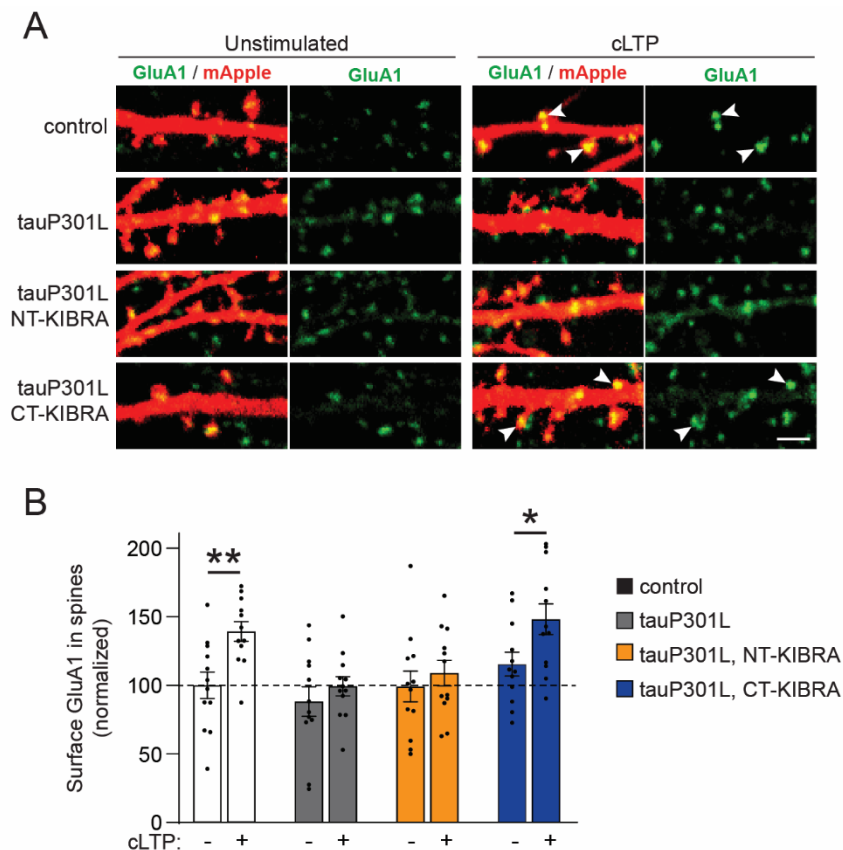 A
Unstimulated cLTP
GluA1 / mApple GluA1 GluA1 / mApple GluA1
control
tauP301L
tauP301L
NT-KIBRA
tauP301L
CT-KIBRA
B
Surface GluA1 in spines
(normalized)
200
150
100
50
0
** *
cLTP: - + - + - + - +
control
tauP301L
tauP301L, NT-KIBRA
tauP301L, CT-KIBRA